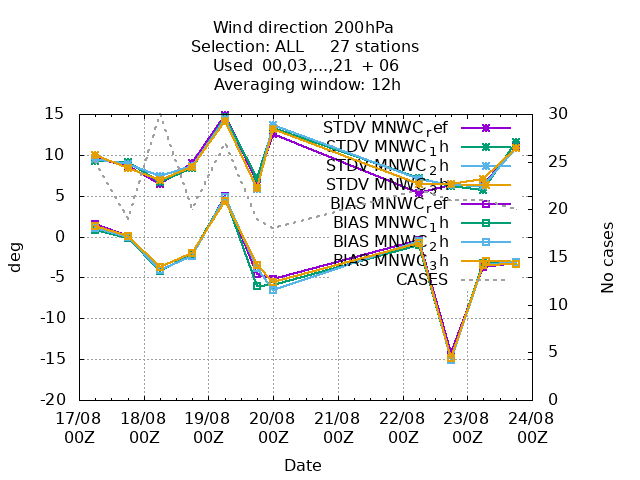 Wind direction 200hPa
Selection: ALL 27 stations
Used 00,03,...,21 + 06
Averaging window: 12h
15 30
STDV MNWC_ref
STDV MNWC_1h
10 25
STDV MNWC_2h
STDV MNWC_3h
5 20
BIAS MNWC_ref
BIAS MNWC_1h
0
BIAS MNWC_2h
15
BIAS MNWC_3h
CASES
-5
10
-10
-15 5
-20 0
deg
No cases
17/08 18/08 19/08 20/08 21/08 22/08 23/08 24/08
00Z 00Z 00Z 00Z 00Z 00Z 00Z 00Z
Date